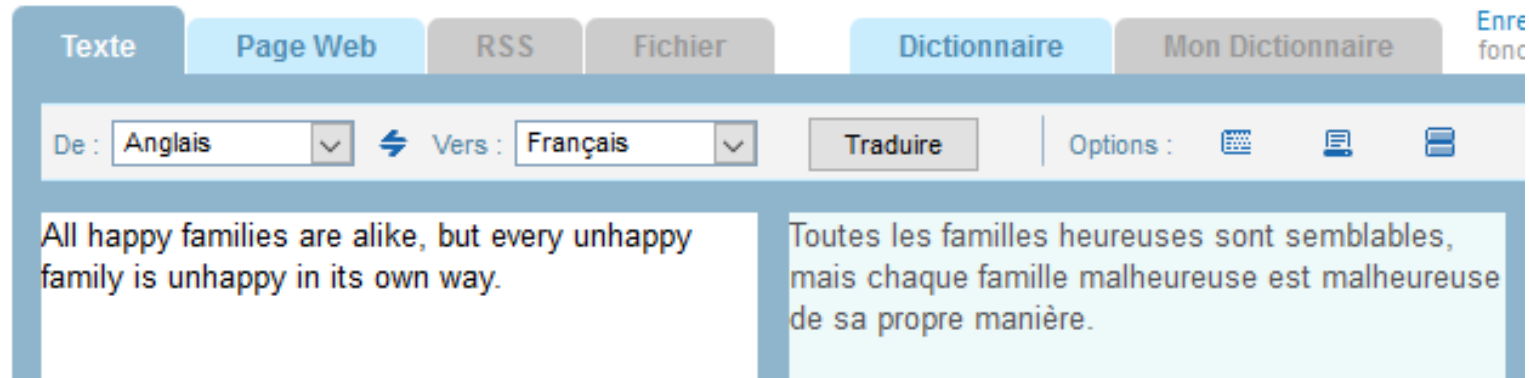 Texte Page Web RSS Fichier Dictionnaire Mon Dictionnaire
De : Anglais Vers : Français Traduire Options :
All happy families are alike, but every unhappy
family is unhappy in its own way.
Toutes les familles heureuses sont semblables,
mais chaque famille malheureuse est malheureuse
de sa propre manière.